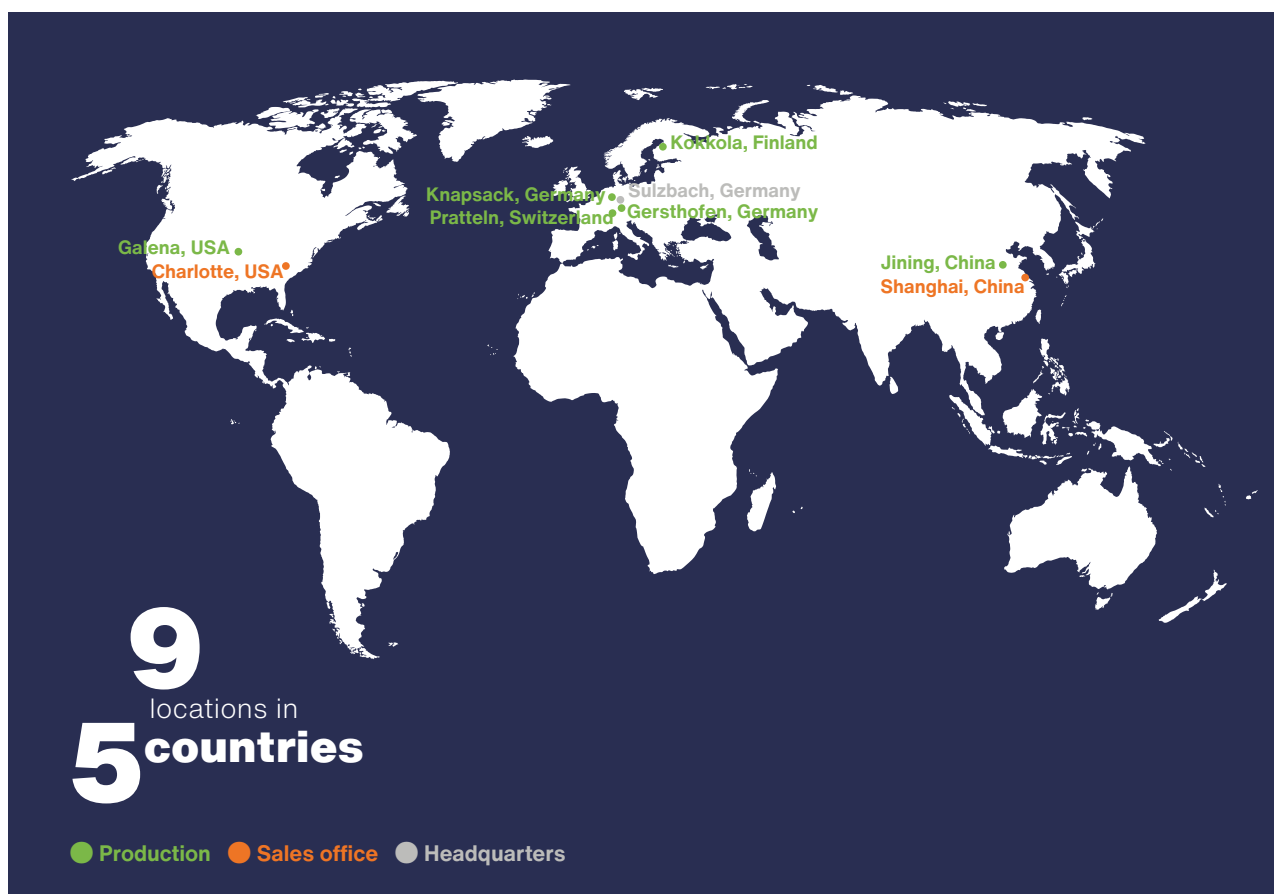 Kokkola, Finland
Knapsack, Germany
Sulzbach, Germany
Pratteln, Switzerland
Gersthofen, Germany
Galena, USA
Charlotte, USA
Jining, China
Shanghai, China
9
locations in
5 countries
Production
Sales office
Headquarters